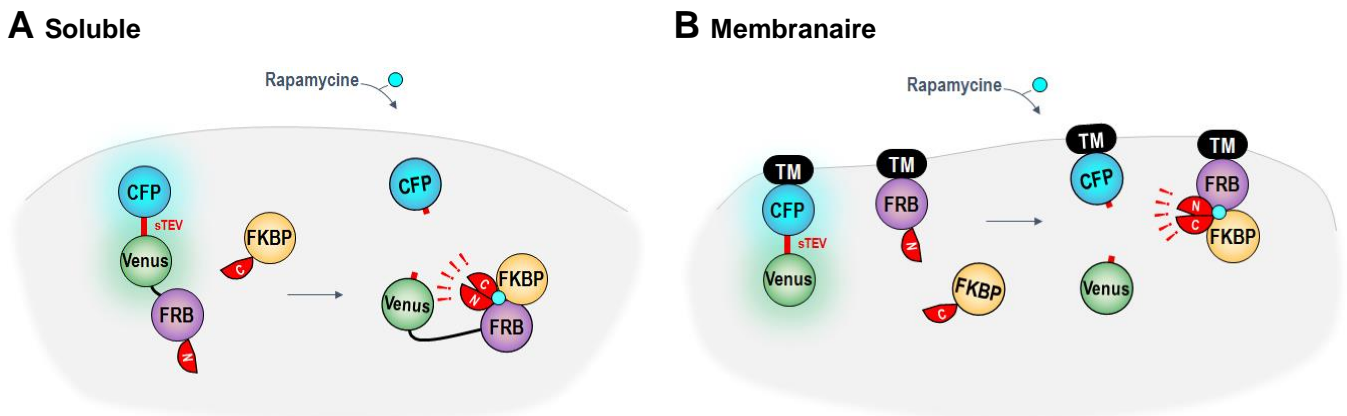 A Soluble
Rapamycine
CFP
sTEV
Venus
FRB
N
C
FKBP
CFP
Venus
C
N
FKBP
FRB
B Membranaire
Rapamycine
TM
CFP
sTEV
Venus
TM
FRB
N
C
FKBP
TM
CFP
Venus
TM
FRB
N
C
FKBP